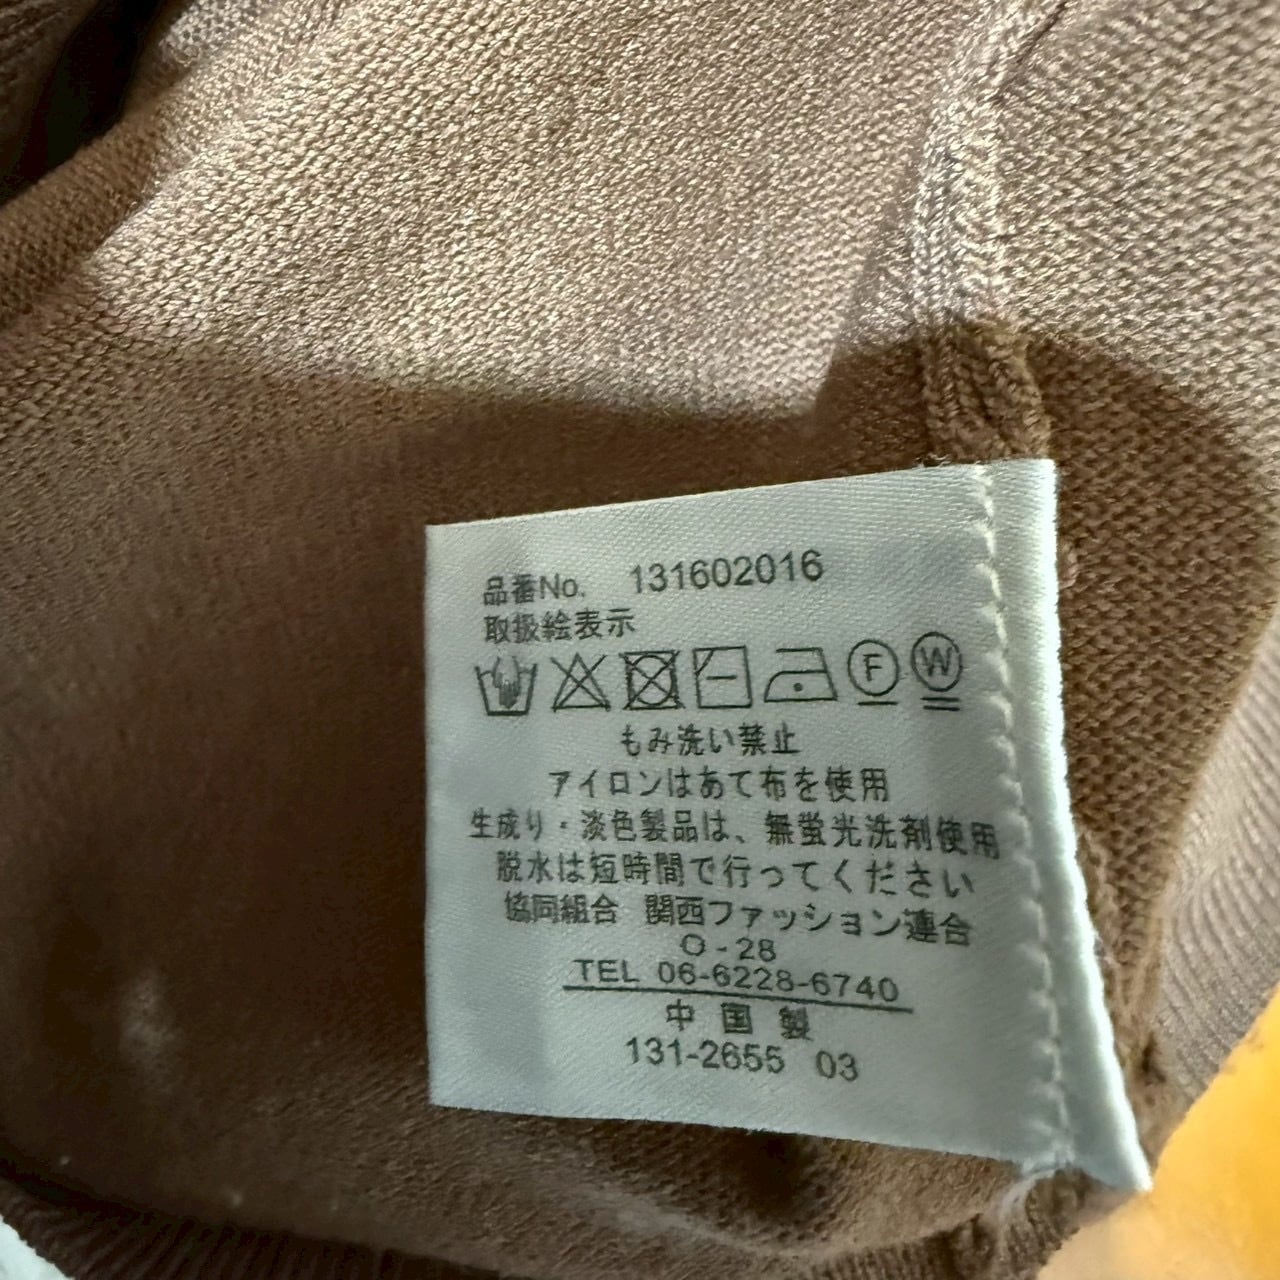 品番No. 131602016
取扱絵表示
F W
もみ洗い禁止
アイロンはあて布を使用
生成り・淡色製品は、無蛍光洗剤使用
脱水は短時間で行ってください
協同組合 関西ファッション連合
O-28
TEL 06-6228-6740
中国製
131-2655 03